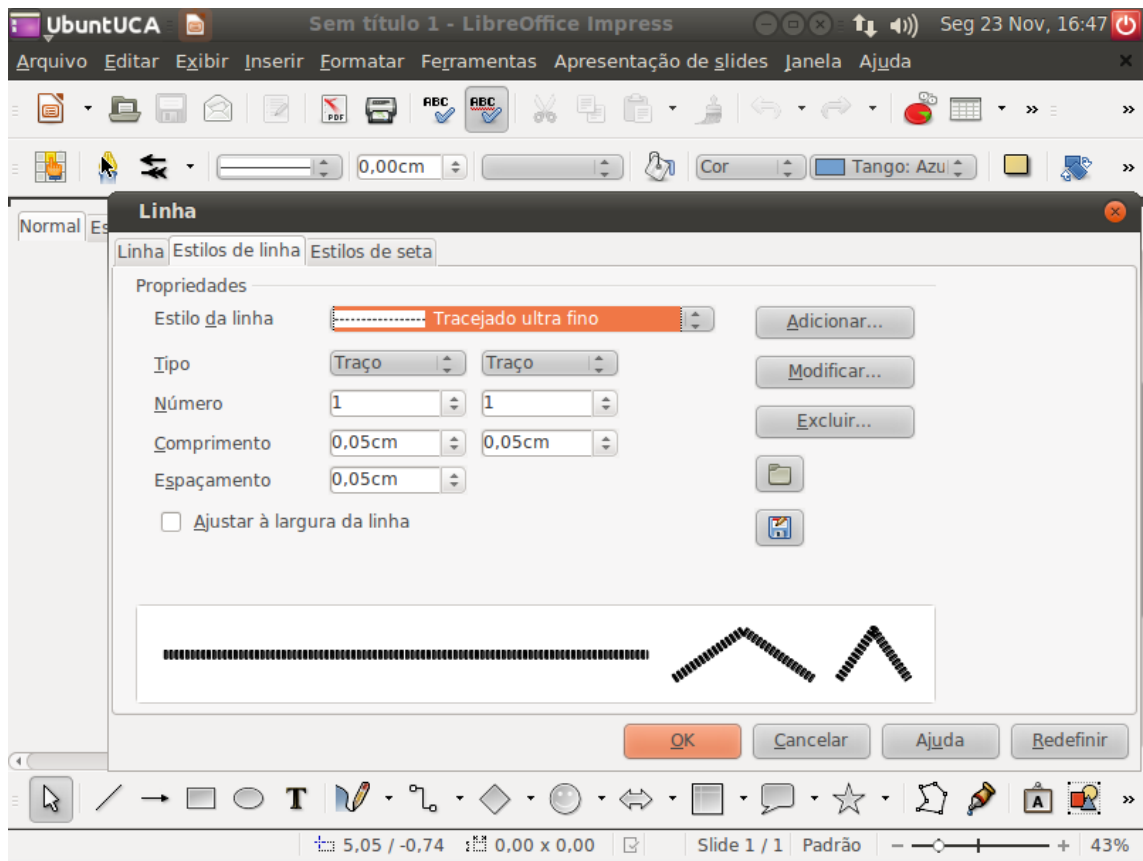 UbuntUCA Sem título 1 - LibreOffice Impress Seg 23 Nov, 16:47
Arquivo Editar Exibir Inserir Formatar Ferramentas Apresentação de slides Janela Ajuda
PDF ABC ABC
0,00cm Cor Tango: Azu
Normal Es
Linha
Linha Estilos de linha Estilos de seta
Propriedades
Estilo da linha Tracejado ultra fino Adicionar...
Tipo Traço Traço Modificar...
Número 1 1 Excluir...
Comprimento 0,05cm 0,05cm
Espaçamento 0,05cm
Ajustar à largura da linha
OK Cancelar Ajuda Redefinir
T A
5,05 / -0,74 0,00 x 0,00 Slide 1 / 1 Padrão 43%